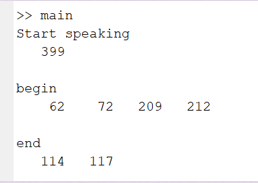 >> main
Start speaking
399
begin
62 72 209 212
end
114 117